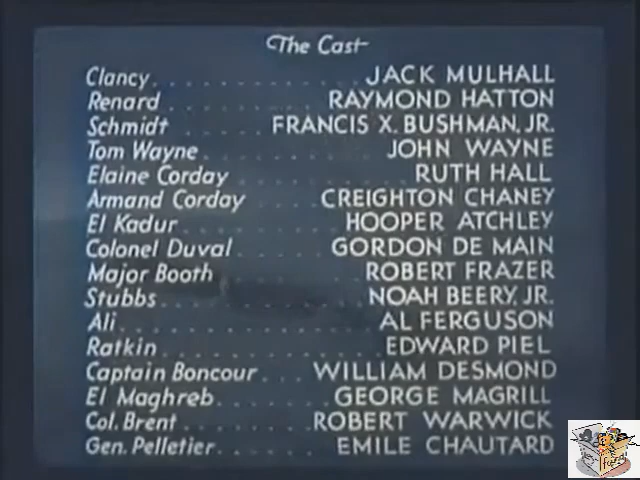 The Cast
Clancy. . . . . . . . . . . . . JACK MULHALL
Renard . . . . . . . . . . RAYMOND HATTON
Schmidt . . . . . . . FRANCIS X. BUSHMAN, JR.
Tom Wayne. . . . . . . . . . . JOHN WAYNE
Elaine Corday . . . . . . . . . . RUTH HALL
Armand Corday . . . . CREIGHTON CHANEY
El Kadur. . . . . . . . . . HOOPER ATCHLEY
Colonel Duval. . . . . . . GORDON DE MAIN
Major Booth . . . . . . . . ROBERT FRAZER
Stubbs. . . . . . . . . . . . NOAH BEERY, JR.
Ali. . . . . . . . . . . . . . . AL FERGUSON
Ratkin. . . . . . . . . . . . . EDWARD PIEL
Captain Boncour. . . WILLIAM DESMOND
El Maghreb. . . . . . . GEORGE MAGRILL
Col. Brent. . . . . . . . ROBERT WARWICK
Gen. Pelletier. . . . . . EMILE CHAUTARD